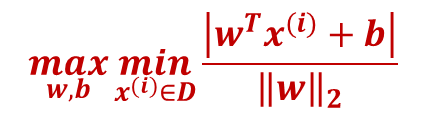 max min |wᵀx⁽ⁱ⁾ + b|
w,b x⁽ⁱ⁾∈D ‖w‖₂